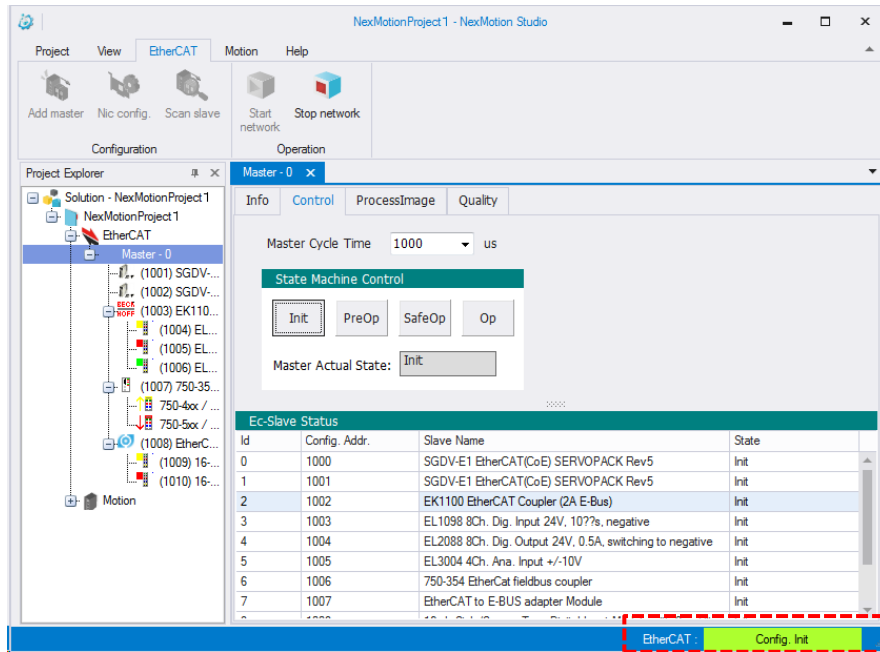 NexMotionProject1 - NexMotion Studio
Project View EtherCAT Motion Help
Add master Nic config. Scan slave Start network Stop network
Configuration Operation
Project Explorer
Solution - NexMotionProject1
NexMotionProject1
EtherCAT
Master - 0
(1001) SGDV-...
(1002) SGDV-...
BECK HOFF (1003) EK110...
(1004) EL...
(1005) EL...
(1006) EL...
(1007) 750-35...
750-4xx / ...
750-5xx / ...
(1008) EtherC...
(1009) 16-...
(1010) 16-...
Motion
Master - 0
Info Control ProcessImage Quality
Master Cycle Time 1000 us
State Machine Control
Init PreOp SafeOp Op
Master Actual State: Init
Ec-Slave Status
Id Config. Addr. Slave Name State
0 1000 SGDV-E1 EtherCAT(CoE) SERVOPACK Rev5 Init
1 1001 SGDV-E1 EtherCAT(CoE) SERVOPACK Rev5 Init
2 1002 EK1100 EtherCAT Coupler (2A E-Bus) Init
3 1003 EL1098 8Ch. Dig. Input 24V, 10??s, negative Init
4 1004 EL2088 8Ch. Dig. Output 24V, 0.5A, switching to negative Init
5 1005 EL3004 4Ch. Ana. Input +/-10V Init
6 1006 750-354 EtherCat fieldbus coupler Init
7 1007 EtherCAT to E-BUS adapter Module Init
EtherCAT : Config. Init